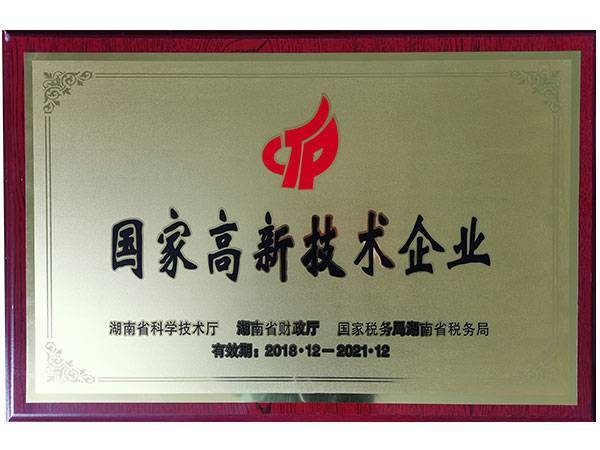 CTP
国家高新技术企业
湖南省科学技术厅 湖南省财政厅 国家税务局湖南省税务局
有效期：2018·12－2021·12